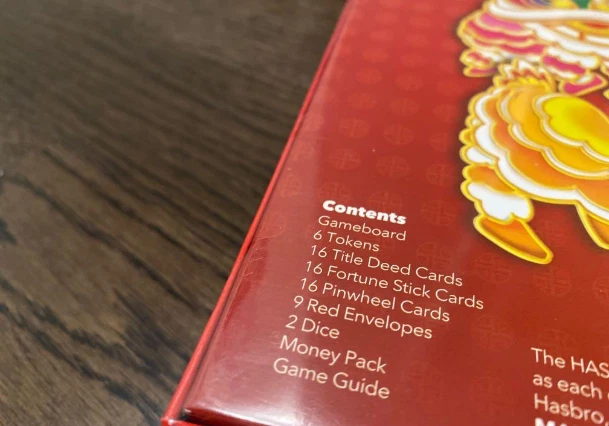 Contents
Gameboard
6 Tokens
16 Title Deed Cards
16 Fortune Stick Cards
16 Pinwheel Cards
9 Red Envelopes
2 Dice
Money Pack
Game Guide
The HAS
as each
Hasbro